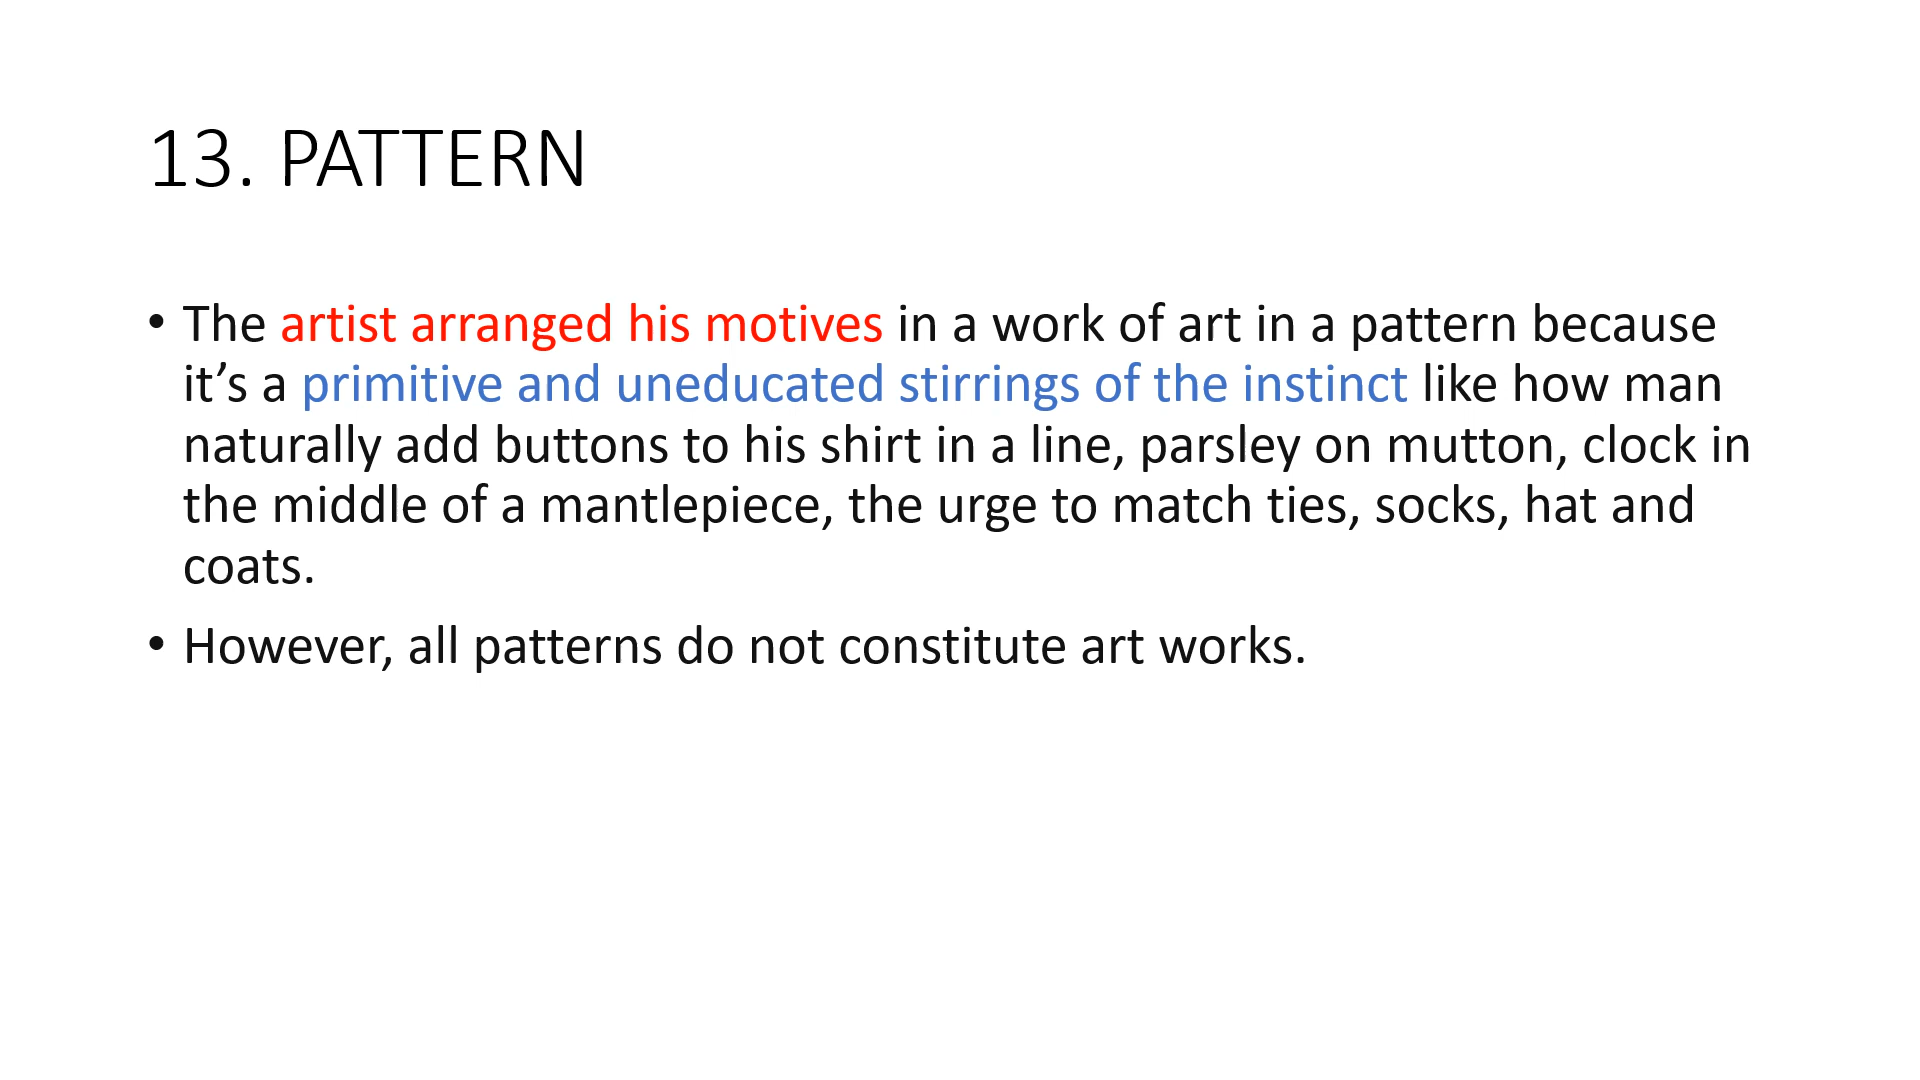 13. PATTERN
• The artist arranged his motives in a work of art in a pattern because
it’s a primitive and uneducated stirrings of the instinct like how man
naturally add buttons to his shirt in a line, parsley on mutton, clock in
the middle of a mantlepiece, the urge to match ties, socks, hat and
coats.
• However, all patterns do not constitute art works.